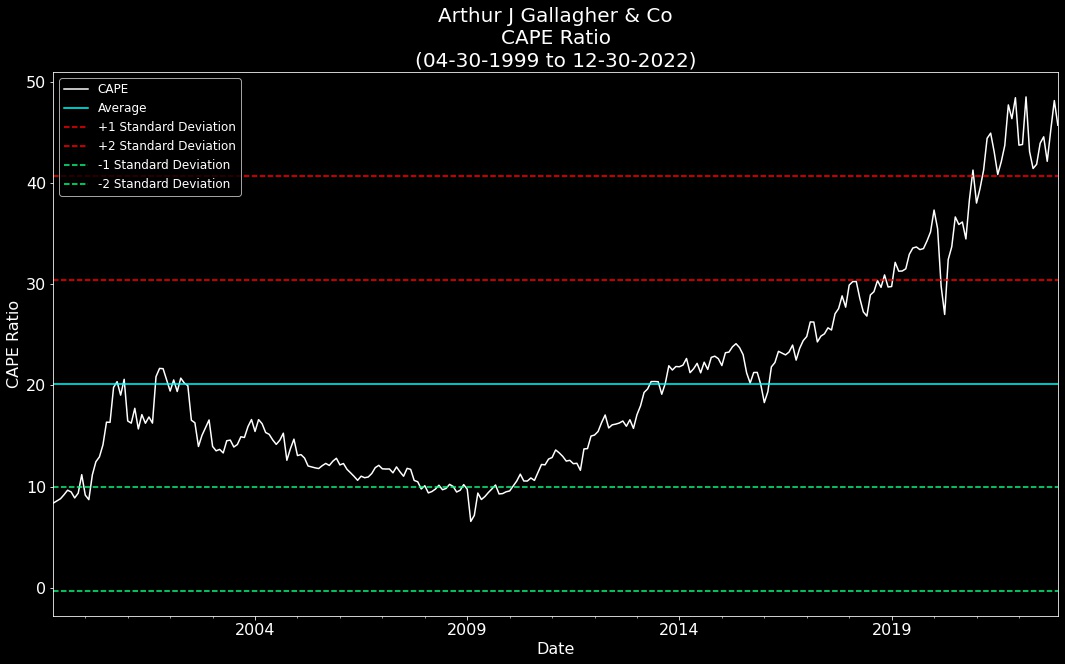 Arthur J Gallagher & Co
CAPE Ratio
(04-30-1999 to 12-30-2022)
CAPE
Average
+1 Standard Deviation
+2 Standard Deviation
-1 Standard Deviation
-2 Standard Deviation
CAPE Ratio
50
40
30
20
10
0
2004
2009
2014
2019
Date